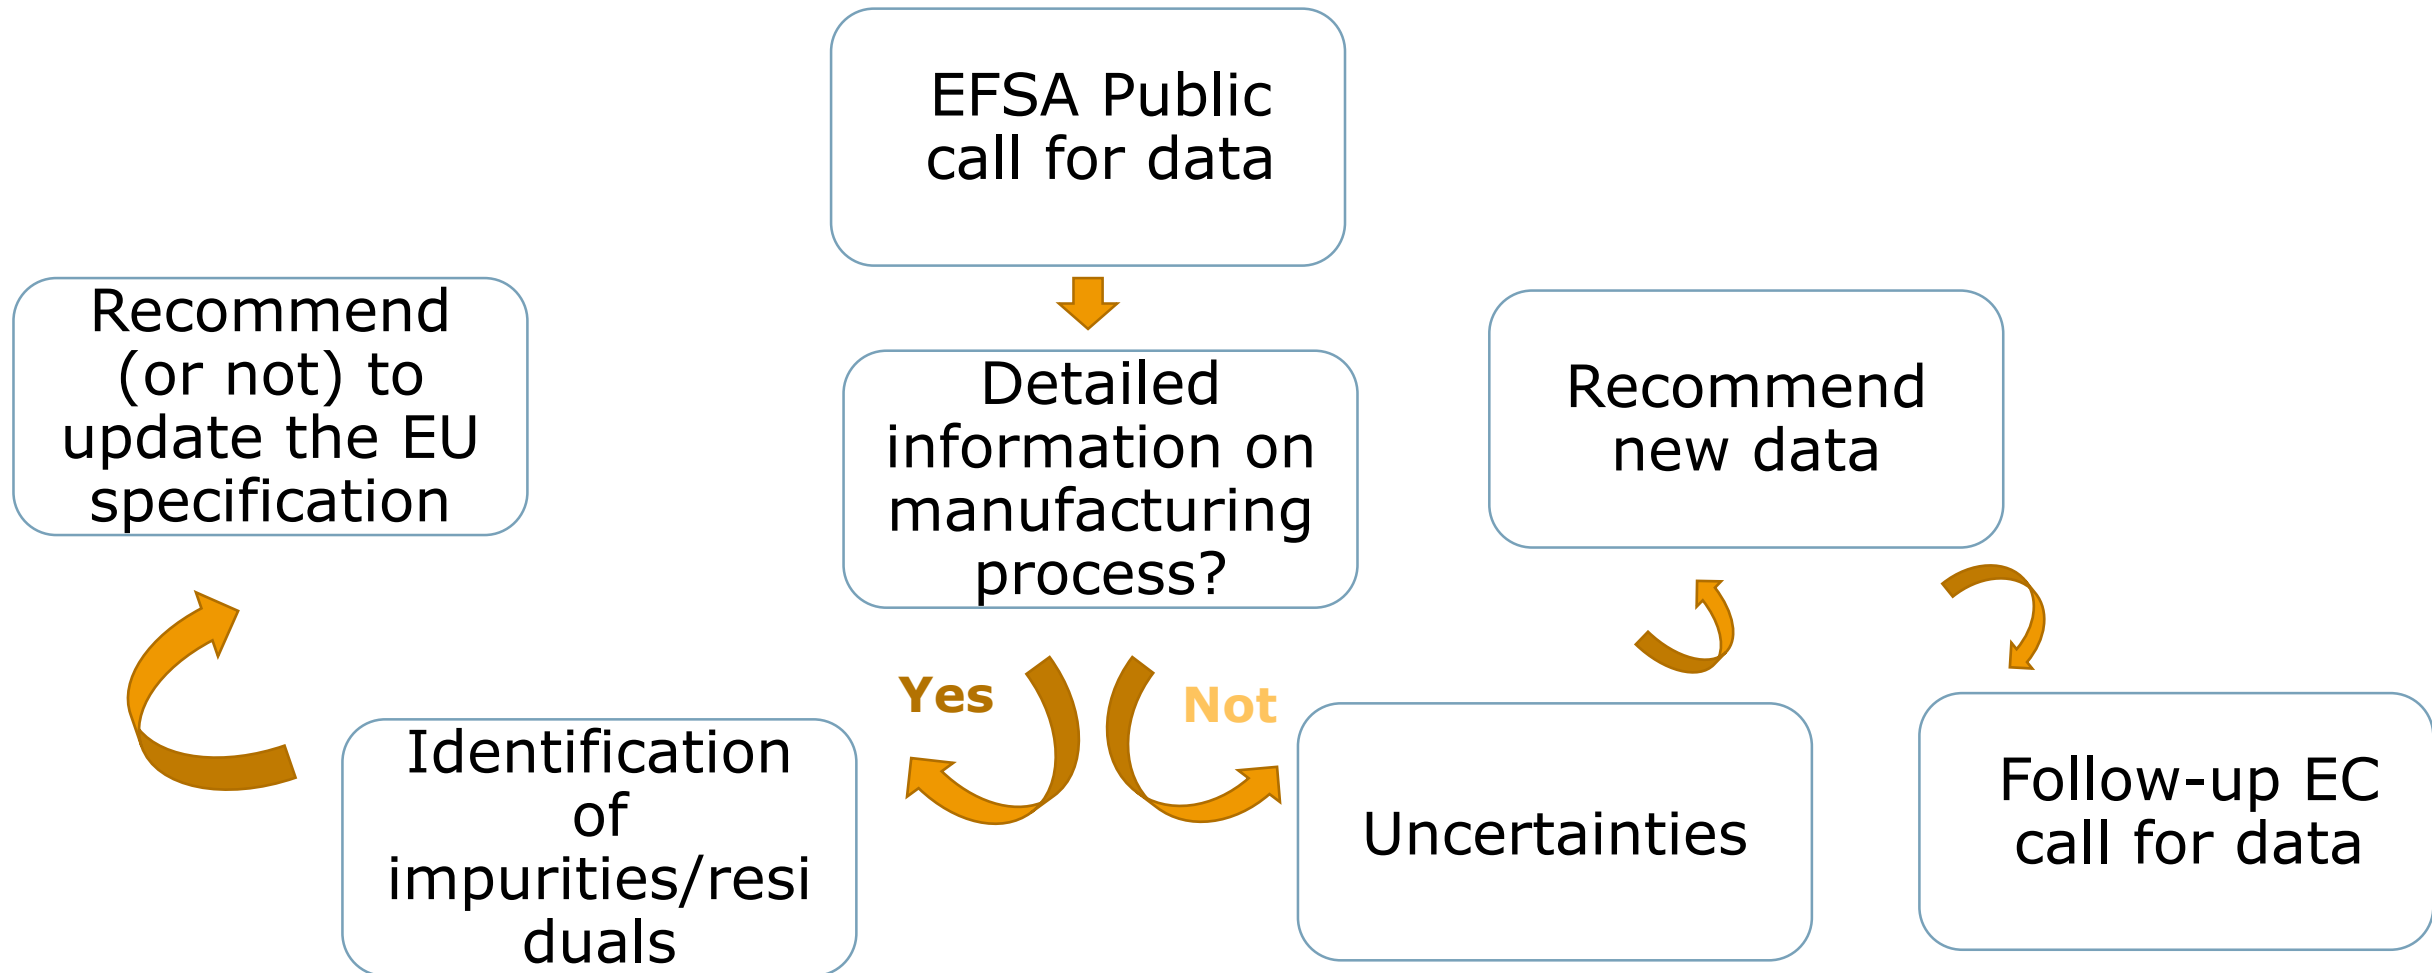 EFSA Public
call for data
Recommend
(or not) to
update the EU
specification
Detailed
information on
manufacturing
process?
Recommend
new data
Yes
Not
Identification
of
impurities/resi
duals
Uncertainties
Follow-up EC
call for data